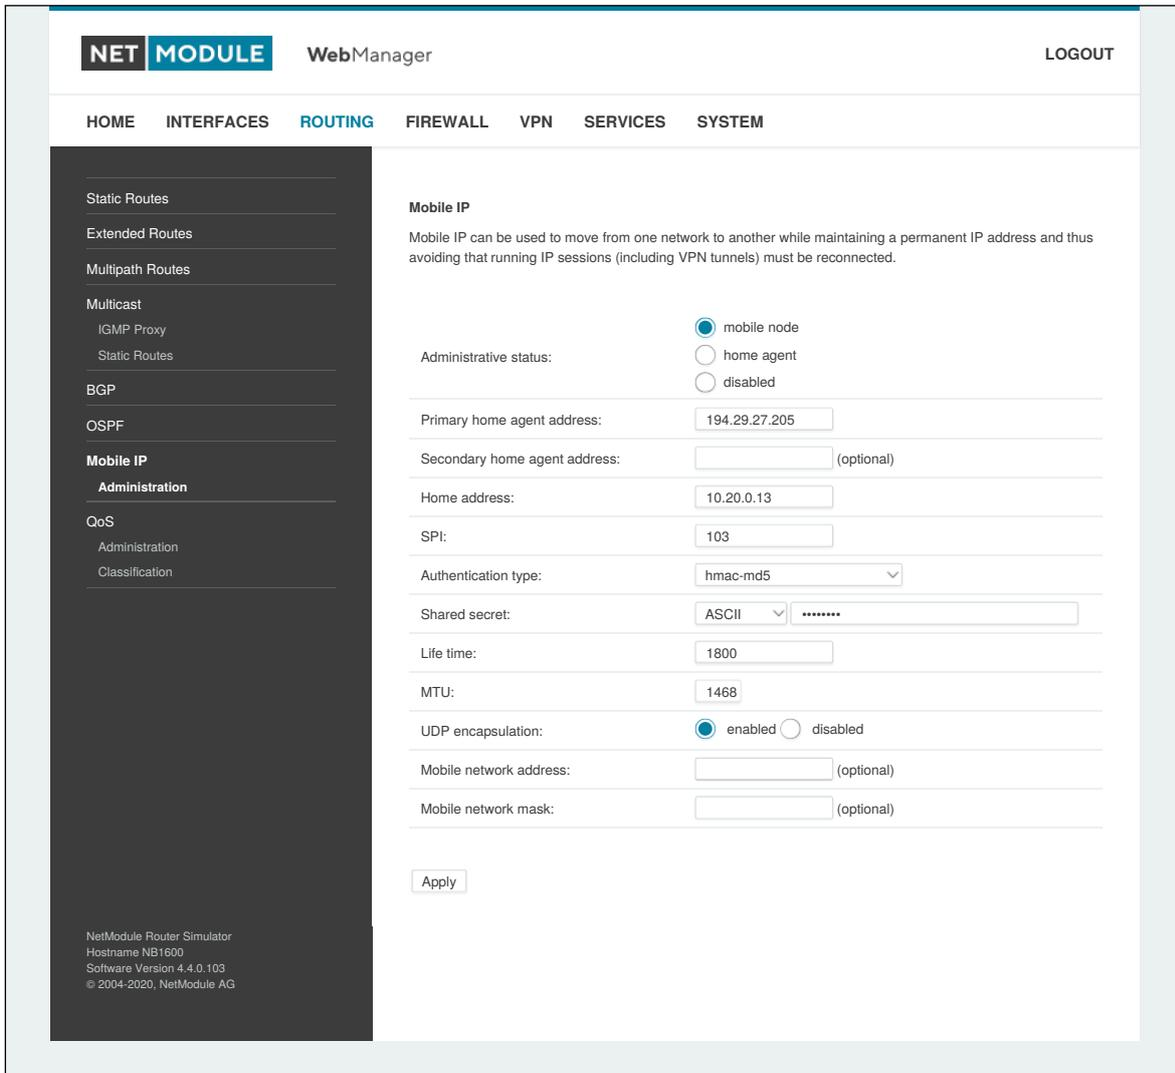 NET MODULE WebManager LOGOUT
HOME INTERFACES ROUTING FIREWALL VPN SERVICES SYSTEM
Static Routes
Extended Routes
Multipath Routes
Multicast
IGMP Proxy
Static Routes
BGP
OSPF
Mobile IP
Administration
QoS
Administration
Classification
NetModule Router Simulator
Hostname NB1600
Software Version 4.4.0.103
© 2004-2020, NetModule AG
Mobile IP
Mobile IP can be used to move from one network to another while maintaining a permanent IP address and thus
avoiding that running IP sessions (including VPN tunnels) must be reconnected.
Administrative status:
mobile node
home agent
disabled
Primary home agent address: 194.29.27.205
Secondary home agent address: (optional)
Home address: 10.20.0.13
SPI: 103
Authentication type: hmac-md5
Shared secret: ASCII ••••••••
Life time: 1800
MTU: 1468
UDP encapsulation: enabled disabled
Mobile network address: (optional)
Mobile network mask: (optional)
Apply